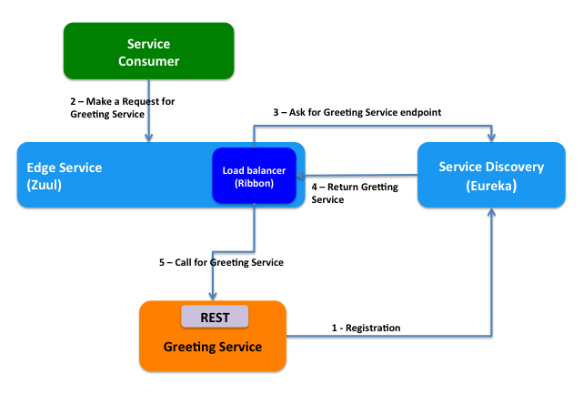 Service
Consumer
2 – Make a Request for
Greeting Service
3 – Ask for Greeting Service endpoint
Edge Service
(Zuul)
Load balancer
(Ribbon)
Service Discovery
(Eureka)
4 – Return Gretting
Service
5 – Call for Greeting Service
REST
Greeting Service
1 - Registration